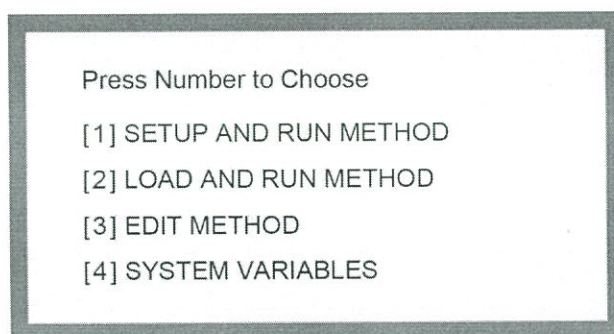 Press Number to Choose
[1] SETUP AND RUN METHOD
[2] LOAD AND RUN METHOD
[3] EDIT METHOD
[4] SYSTEM VARIABLES